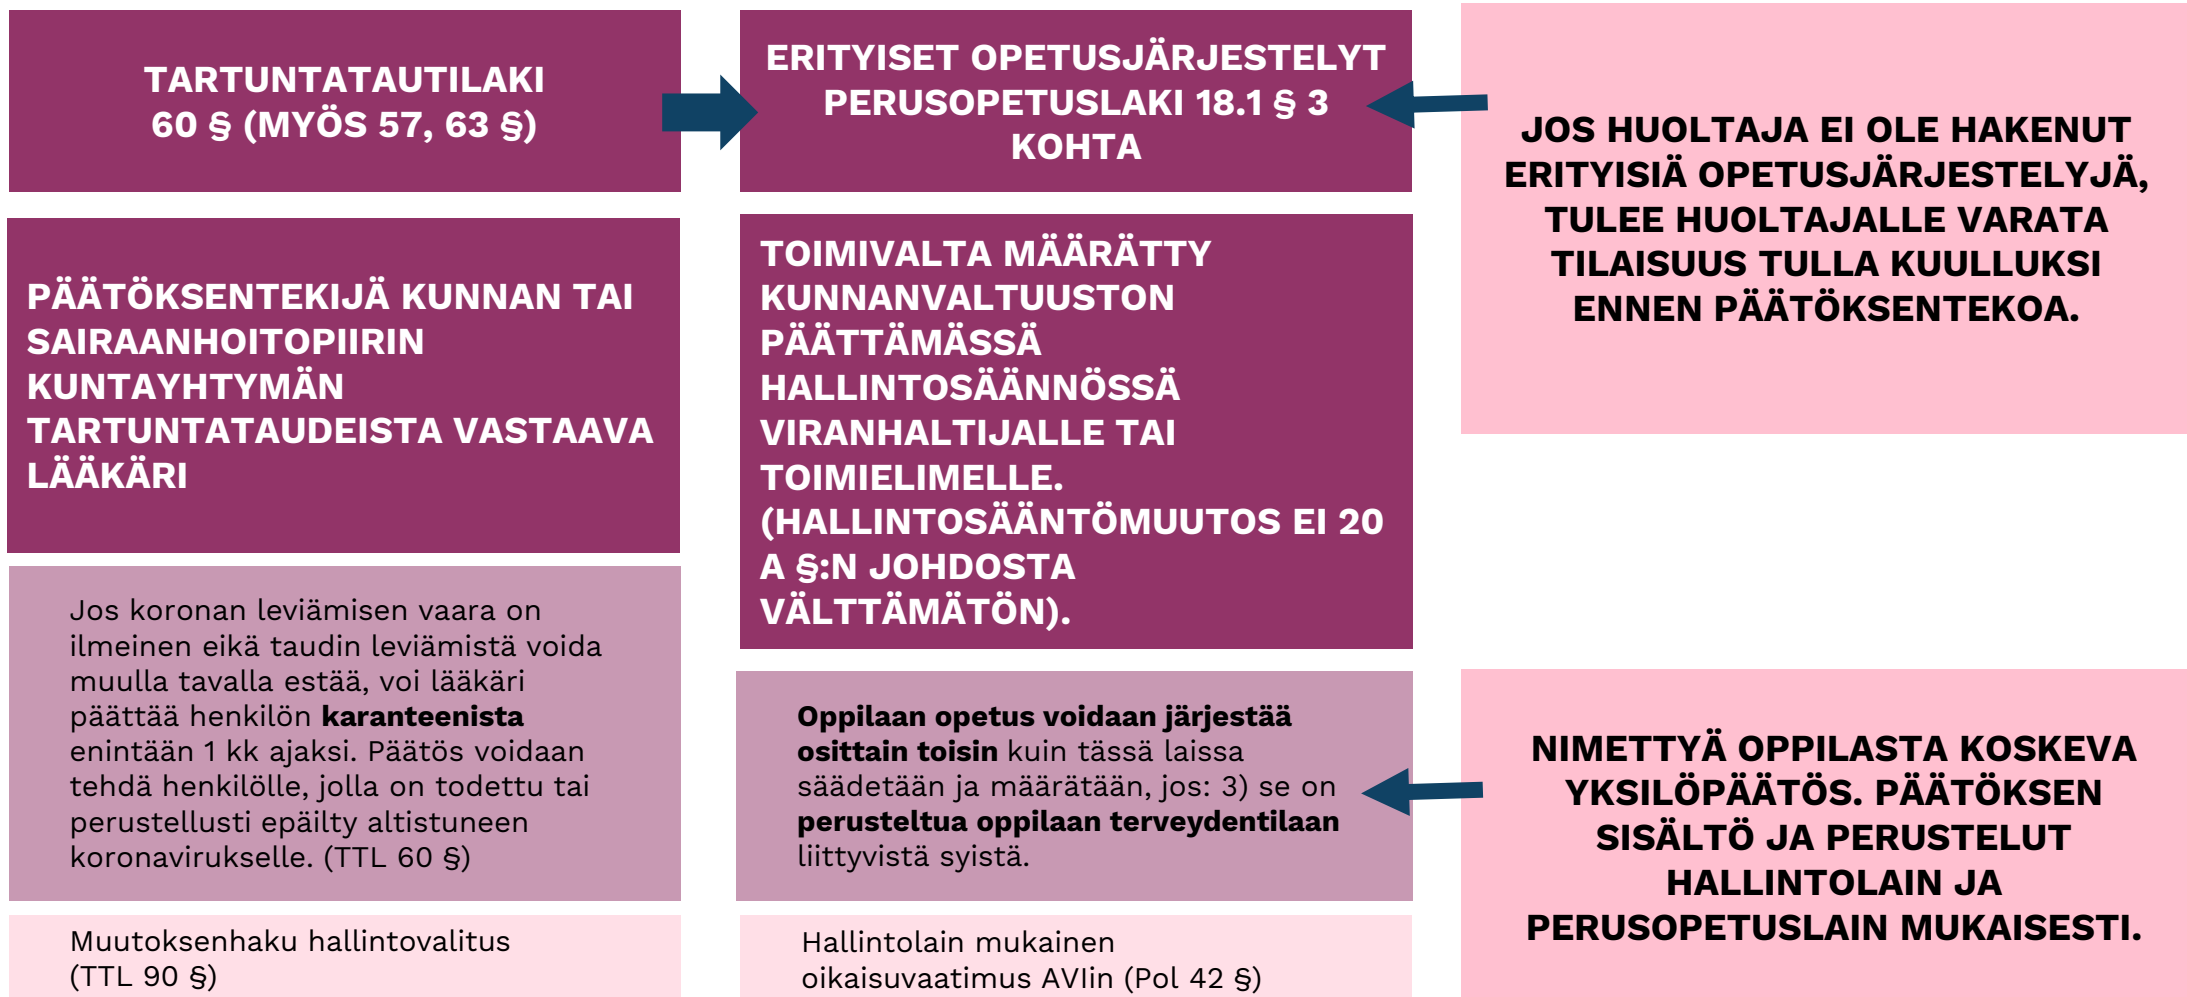 TARTUNTATAUTILAKI
60 § (MYÖS 57, 63 §)
PÄÄTÖKSENTEKIJÄ KUNNAN TAI
SAIRAANHOITOPIIRIN
KUNTAYHTYMÄN
TARTUNTATAUDEISTA VASTAAVA
LÄÄKÄRI
Jos koronan leviämisen vaara on
ilmeinen eikä taudin leviämistä voida
muulla tavalla estää, voi lääkäri
päättää henkilön karanteenista
enintään 1 kk ajaksi. Päätös voidaan
tehdä henkilölle, jolla on todettu tai
perustellusti epäilty altistuneen
koronavirukselle. (TTL 60 §)
Muutoksenhaku hallintovalitus
(TTL 90 §)
ERITYISET OPETUSJÄRJESTELYT
PERUSOPETUSLAKI 18.1 § 3
KOHTA
TOIMIVALTA MÄÄRÄTTY
KUNNANVALTUUSTON
PÄÄTTÄMÄSSÄ
HALLINTOSÄÄNNÖSSÄ
VIRANHALTIJALLE TAI
TOIMIELIMELLE.
(HALLINTOSÄÄNTÖMUUTOS EI 20
A §:N JOHDOSTA
VÄLTTÄMÄTÖN).
Oppilaan opetus voidaan järjestää
osittain toisin kuin tässä laissa
säädetään ja määrätään, jos: 3) se on
perusteltua oppilaan terveydentilaan
liittyvistä syistä.
Hallintolain mukainen
oikaisuvaatimus AVIin (Pol 42 §)
JOS HUOLTAJA EI OLE HAKENUT
ERITYISIÄ OPETUSJÄRJESTELYJÄ,
TULEE HUOLTAJALLE VARATA
TILAISUUS TULLA KUULLUKSI
ENNEN PÄÄTÖKSENTEKOA.
NIMETTYÄ OPPILASTA KOSKEVA
YKSILÖPÄÄTÖS. PÄÄTÖKSEN
SISÄLTÖ JA PERUSTELUT
HALLINTOLAIN JA
PERUSOPETUSLAIN MUKAISESTI.